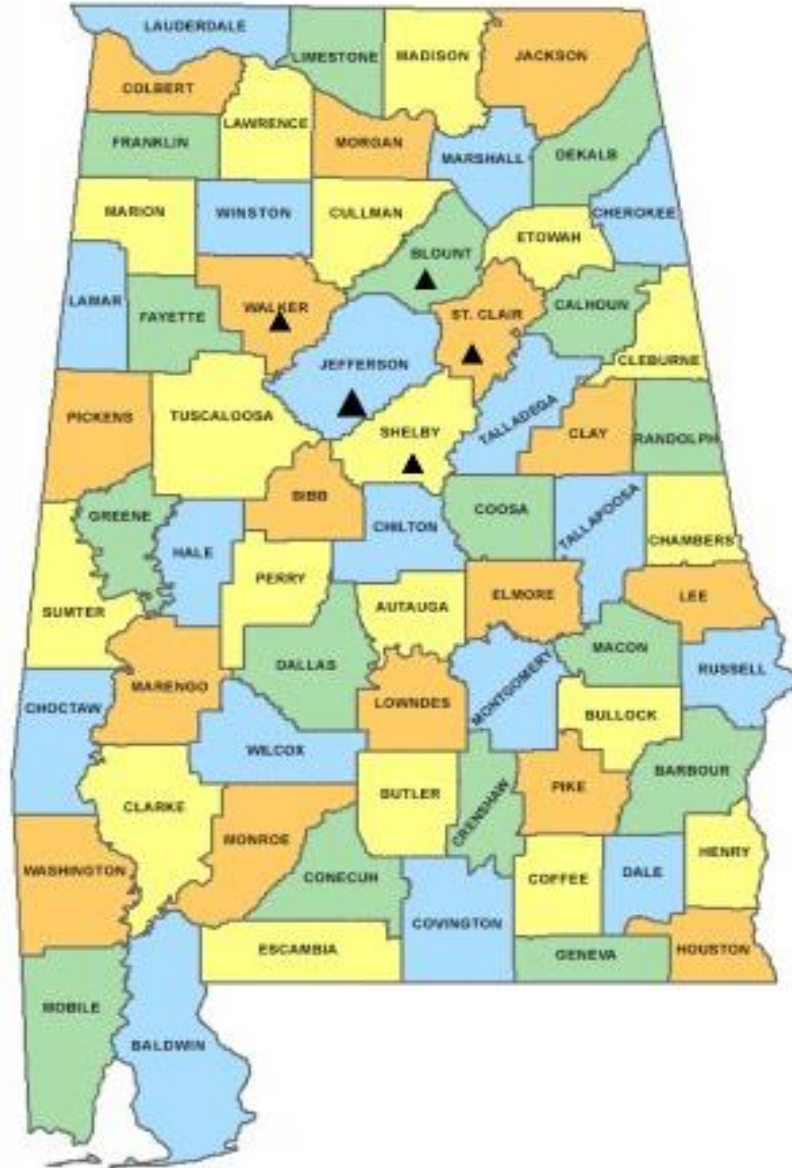 LAUDERDALE
LIMESTONE
MADISON
JACKSON
COLBERT
LAWRENCE
FRANKLIN
MORGAN
MARSHALL
DEKALB
MARION
WINSTON
CULLMAN
CHEROKEE
ETOWAH
BLOUNT
LAMAR
FAYETTE
WALKER
ST. CLAIR
CALHOUN
JEFFERSON
CLEBURNE
PICKENS
TUSCALOOSA
SHELBY
TALLADEGA
CLAY
RANDOLPH
BIBB
GREENE
HALE
CHILTON
COOSA
TALLAPOOSA
CHAMBERS
PERRY
SUMTER
AUTAUGA
ELMORE
LEE
DALLAS
MACON
RUSSELL
MARENGO
CHOCTAW
LOWNDES
MONTGOMERY
BULLOCK
WILCOX
BARBOUR
CLARKE
BUTLER
CRENSHAW
PIKE
MONROE
HENRY
WASHINGTON
CONECUH
COFFEE
DALE
COVINGTON
ESCAMBIA
GENEVA
HOUSTON
MOBILE
BALDWIN